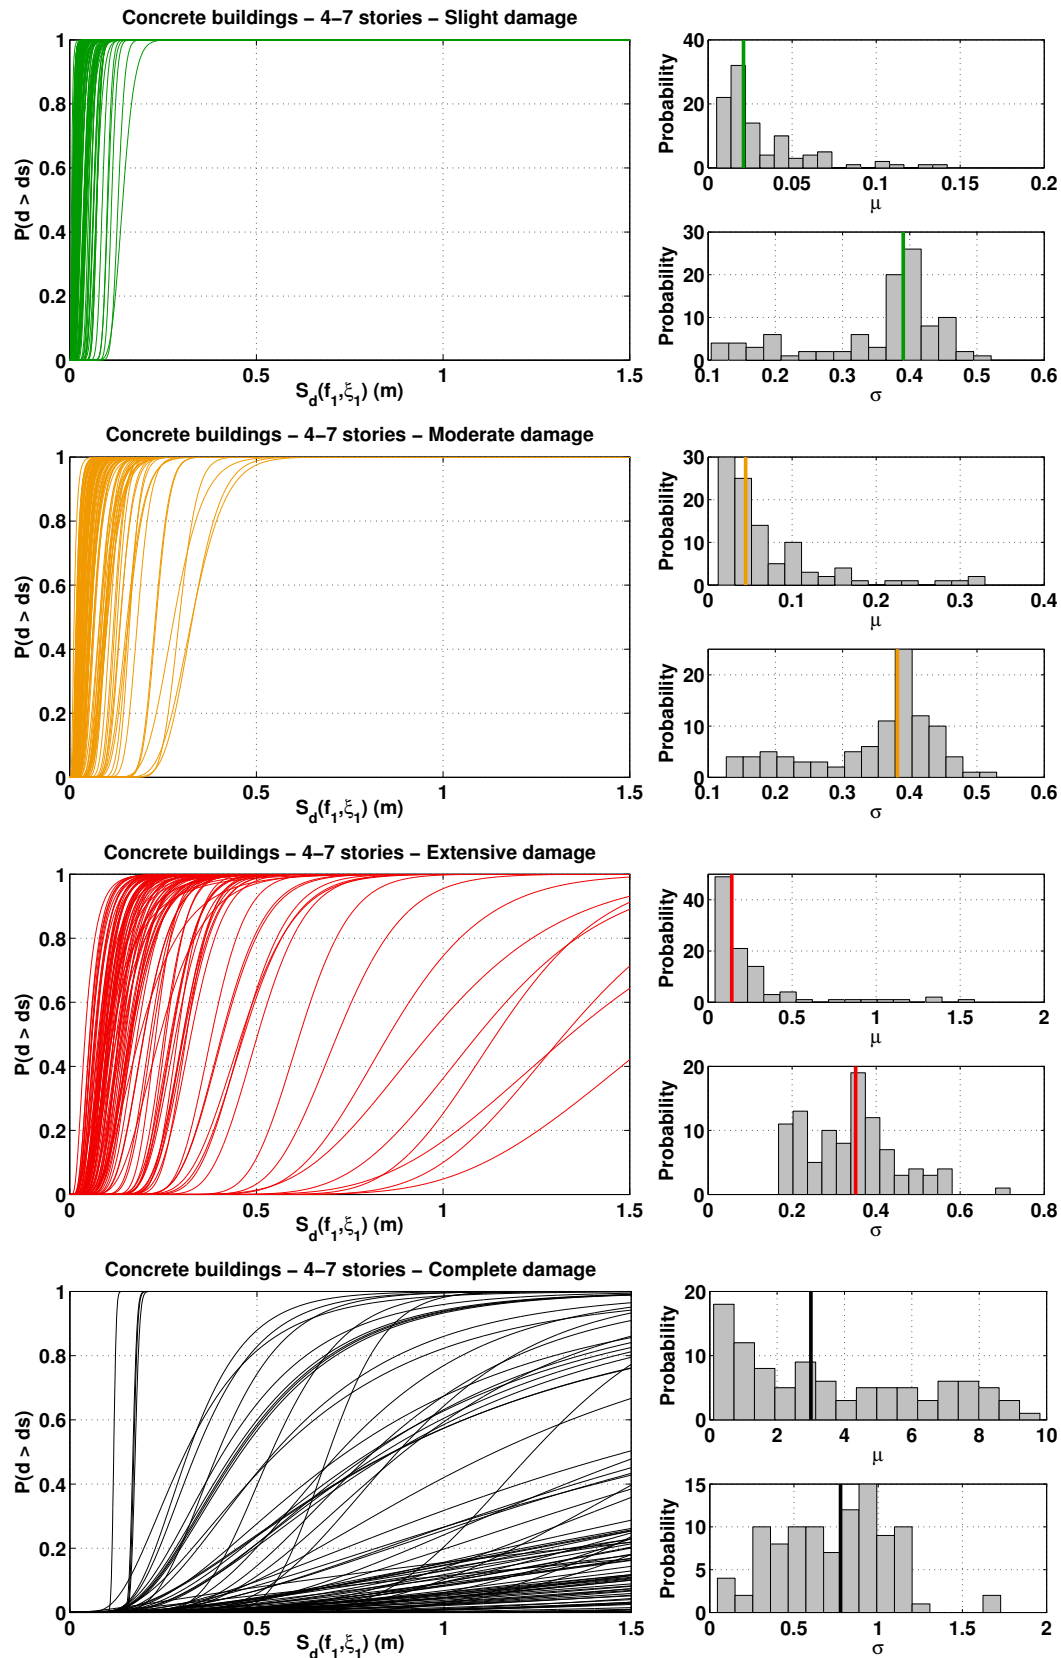 Concrete buildings – 4–7 stories – Slight damage
P(d > ds)
1
0.8
0.6
0.4
0.2
0
0 0.5 1 1.5
S_d(f_1,ξ_1) (m)
Probability
40
20
0
0 0.05 0.1 0.15 0.2
μ
Probability
30
20
10
0
0.1 0.2 0.3 0.4 0.5 0.6
σ
Concrete buildings – 4–7 stories – Moderate damage
P(d > ds)
1
0.8
0.6
0.4
0.2
0
0 0.5 1 1.5
S_d(f_1,ξ_1) (m)
Probability
30
20
10
0
0 0.1 0.2 0.3 0.4
μ
Probability
20
10
0
0.1 0.2 0.3 0.4 0.5 0.6
σ
Concrete buildings – 4–7 stories – Extensive damage
P(d > ds)
1
0.8
0.6
0.4
0.2
0
0 0.5 1 1.5
S_d(f_1,ξ_1) (m)
Probability
40
20
0
0 0.5 1 1.5 2
μ
Probability
20
10
0
0.2 0.4 0.6 0.8
σ
Concrete buildings – 4–7 stories – Complete damage
P(d > ds)
1
0.8
0.6
0.4
0.2
0
0 0.5 1 1.5
S_d(f_1,ξ_1) (m)
Probability
20
10
0
0 2 4 6 8 10
μ
Probability
15
10
5
0
0 0.5 1 1.5 2
σ